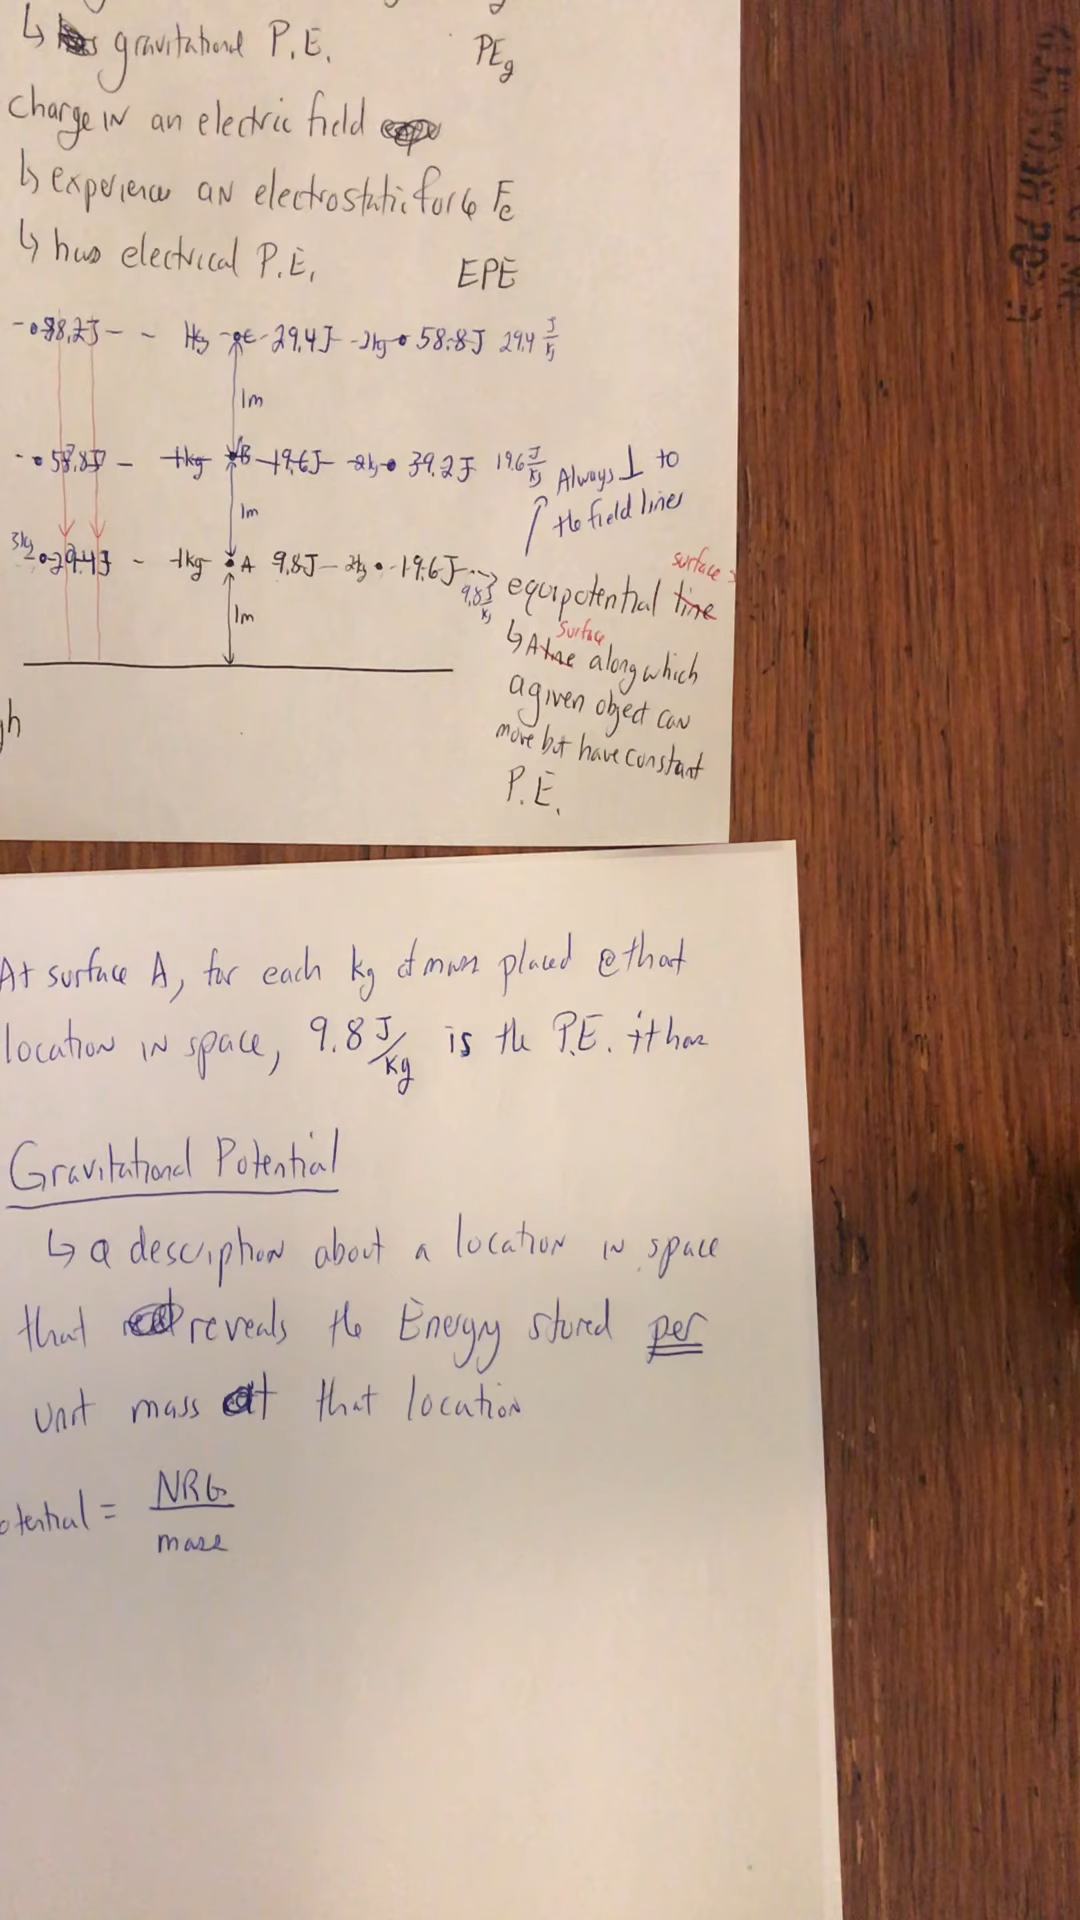 ↳ gravitational P.E. PEg
charge in an electric field
↳ experience an electrostatic force Fe
↳ has electrical P.E. EPE
88.2J 29.4J 2kg 58.8J 29.4 J/kg
1m
58.8J 1kg B 19.6J 2kg 39.2J 19.6 J/kg
Always ⊥ to
the field lines
1m
3kg 29.4J 1kg A 9.8J 2kg 19.6J 9.8 J/kg
surface
equipotential line
1m
surface
↳ A line along which
a given object can
move but have constant
P.E.
gh
At surface A, for each kg of mass placed @ that
location in space, 9.8 J/kg is the P.E. it has
Gravitational Potential
↳ a description about a location in space
that reveals the Energy stored per
unit mass at that location
otential = NRG
mass